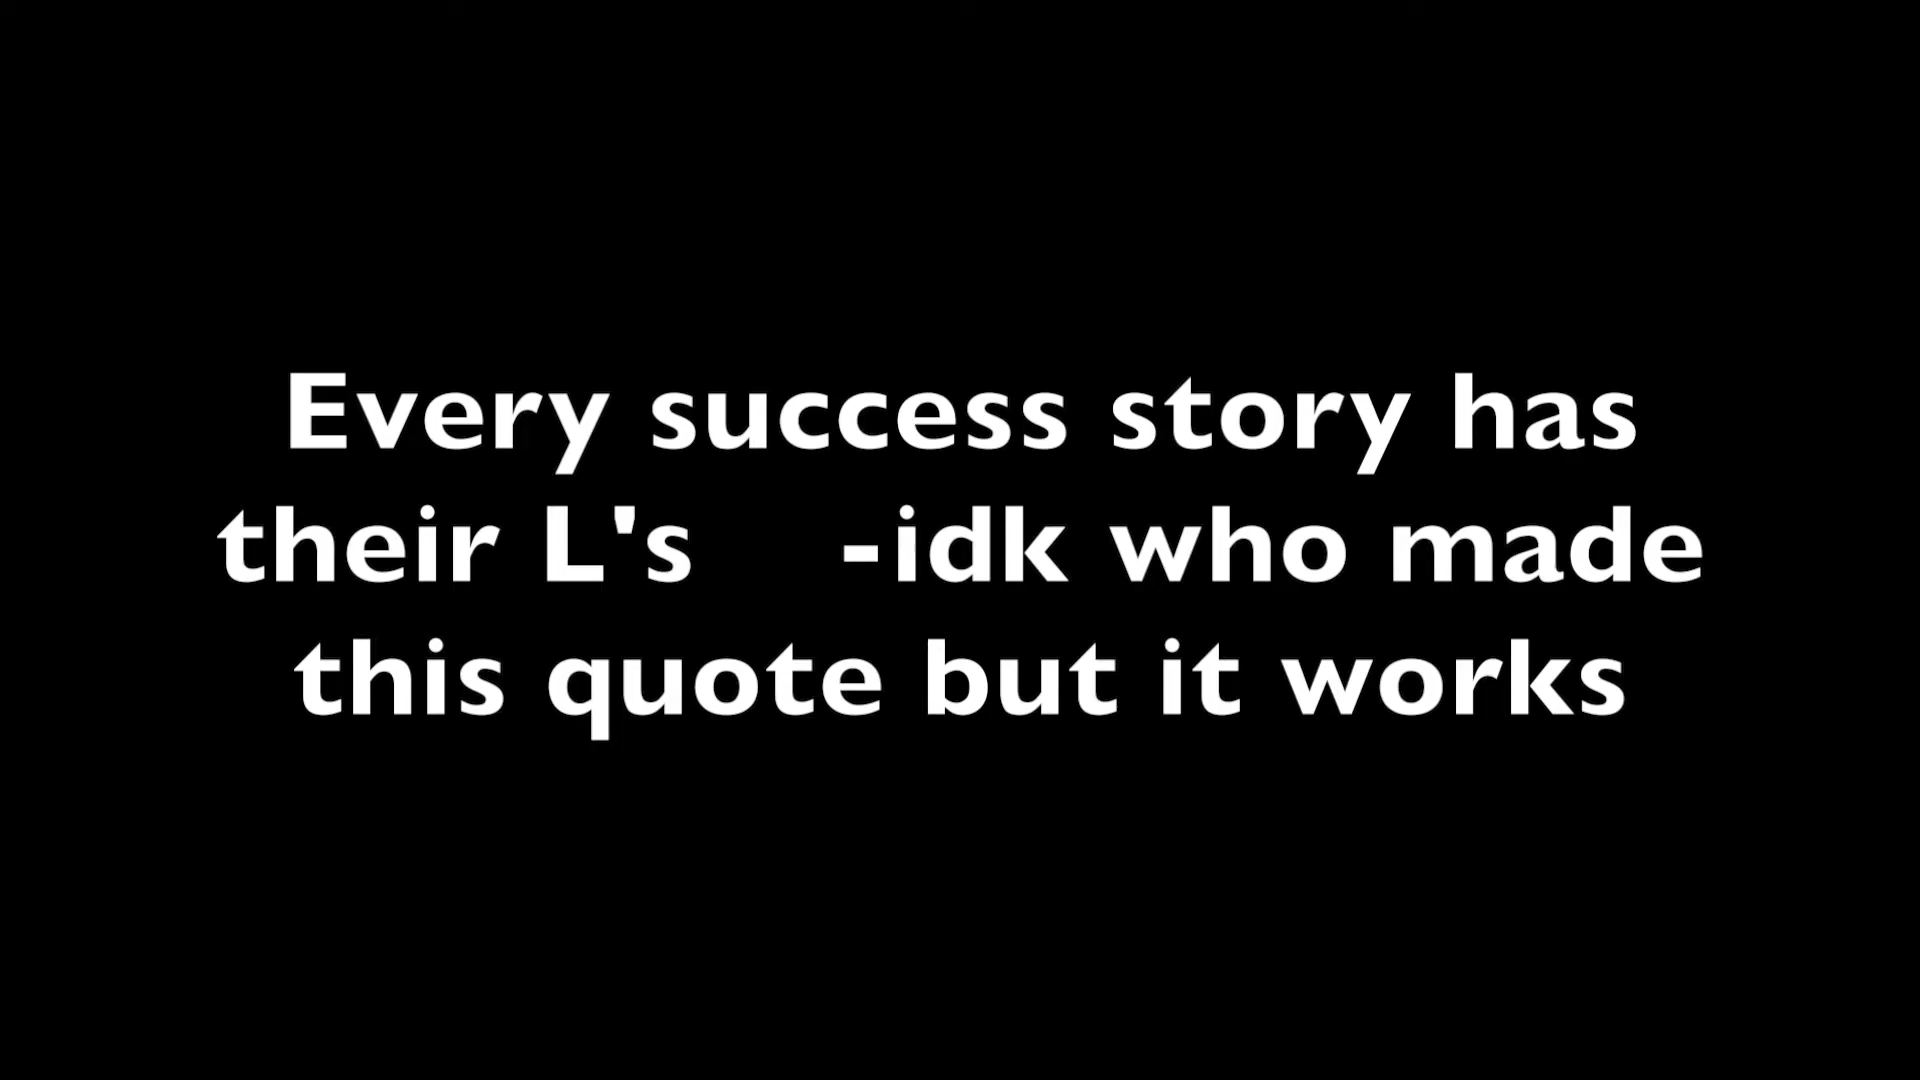 Every success story has
their L's -idk who made
this quote but it works